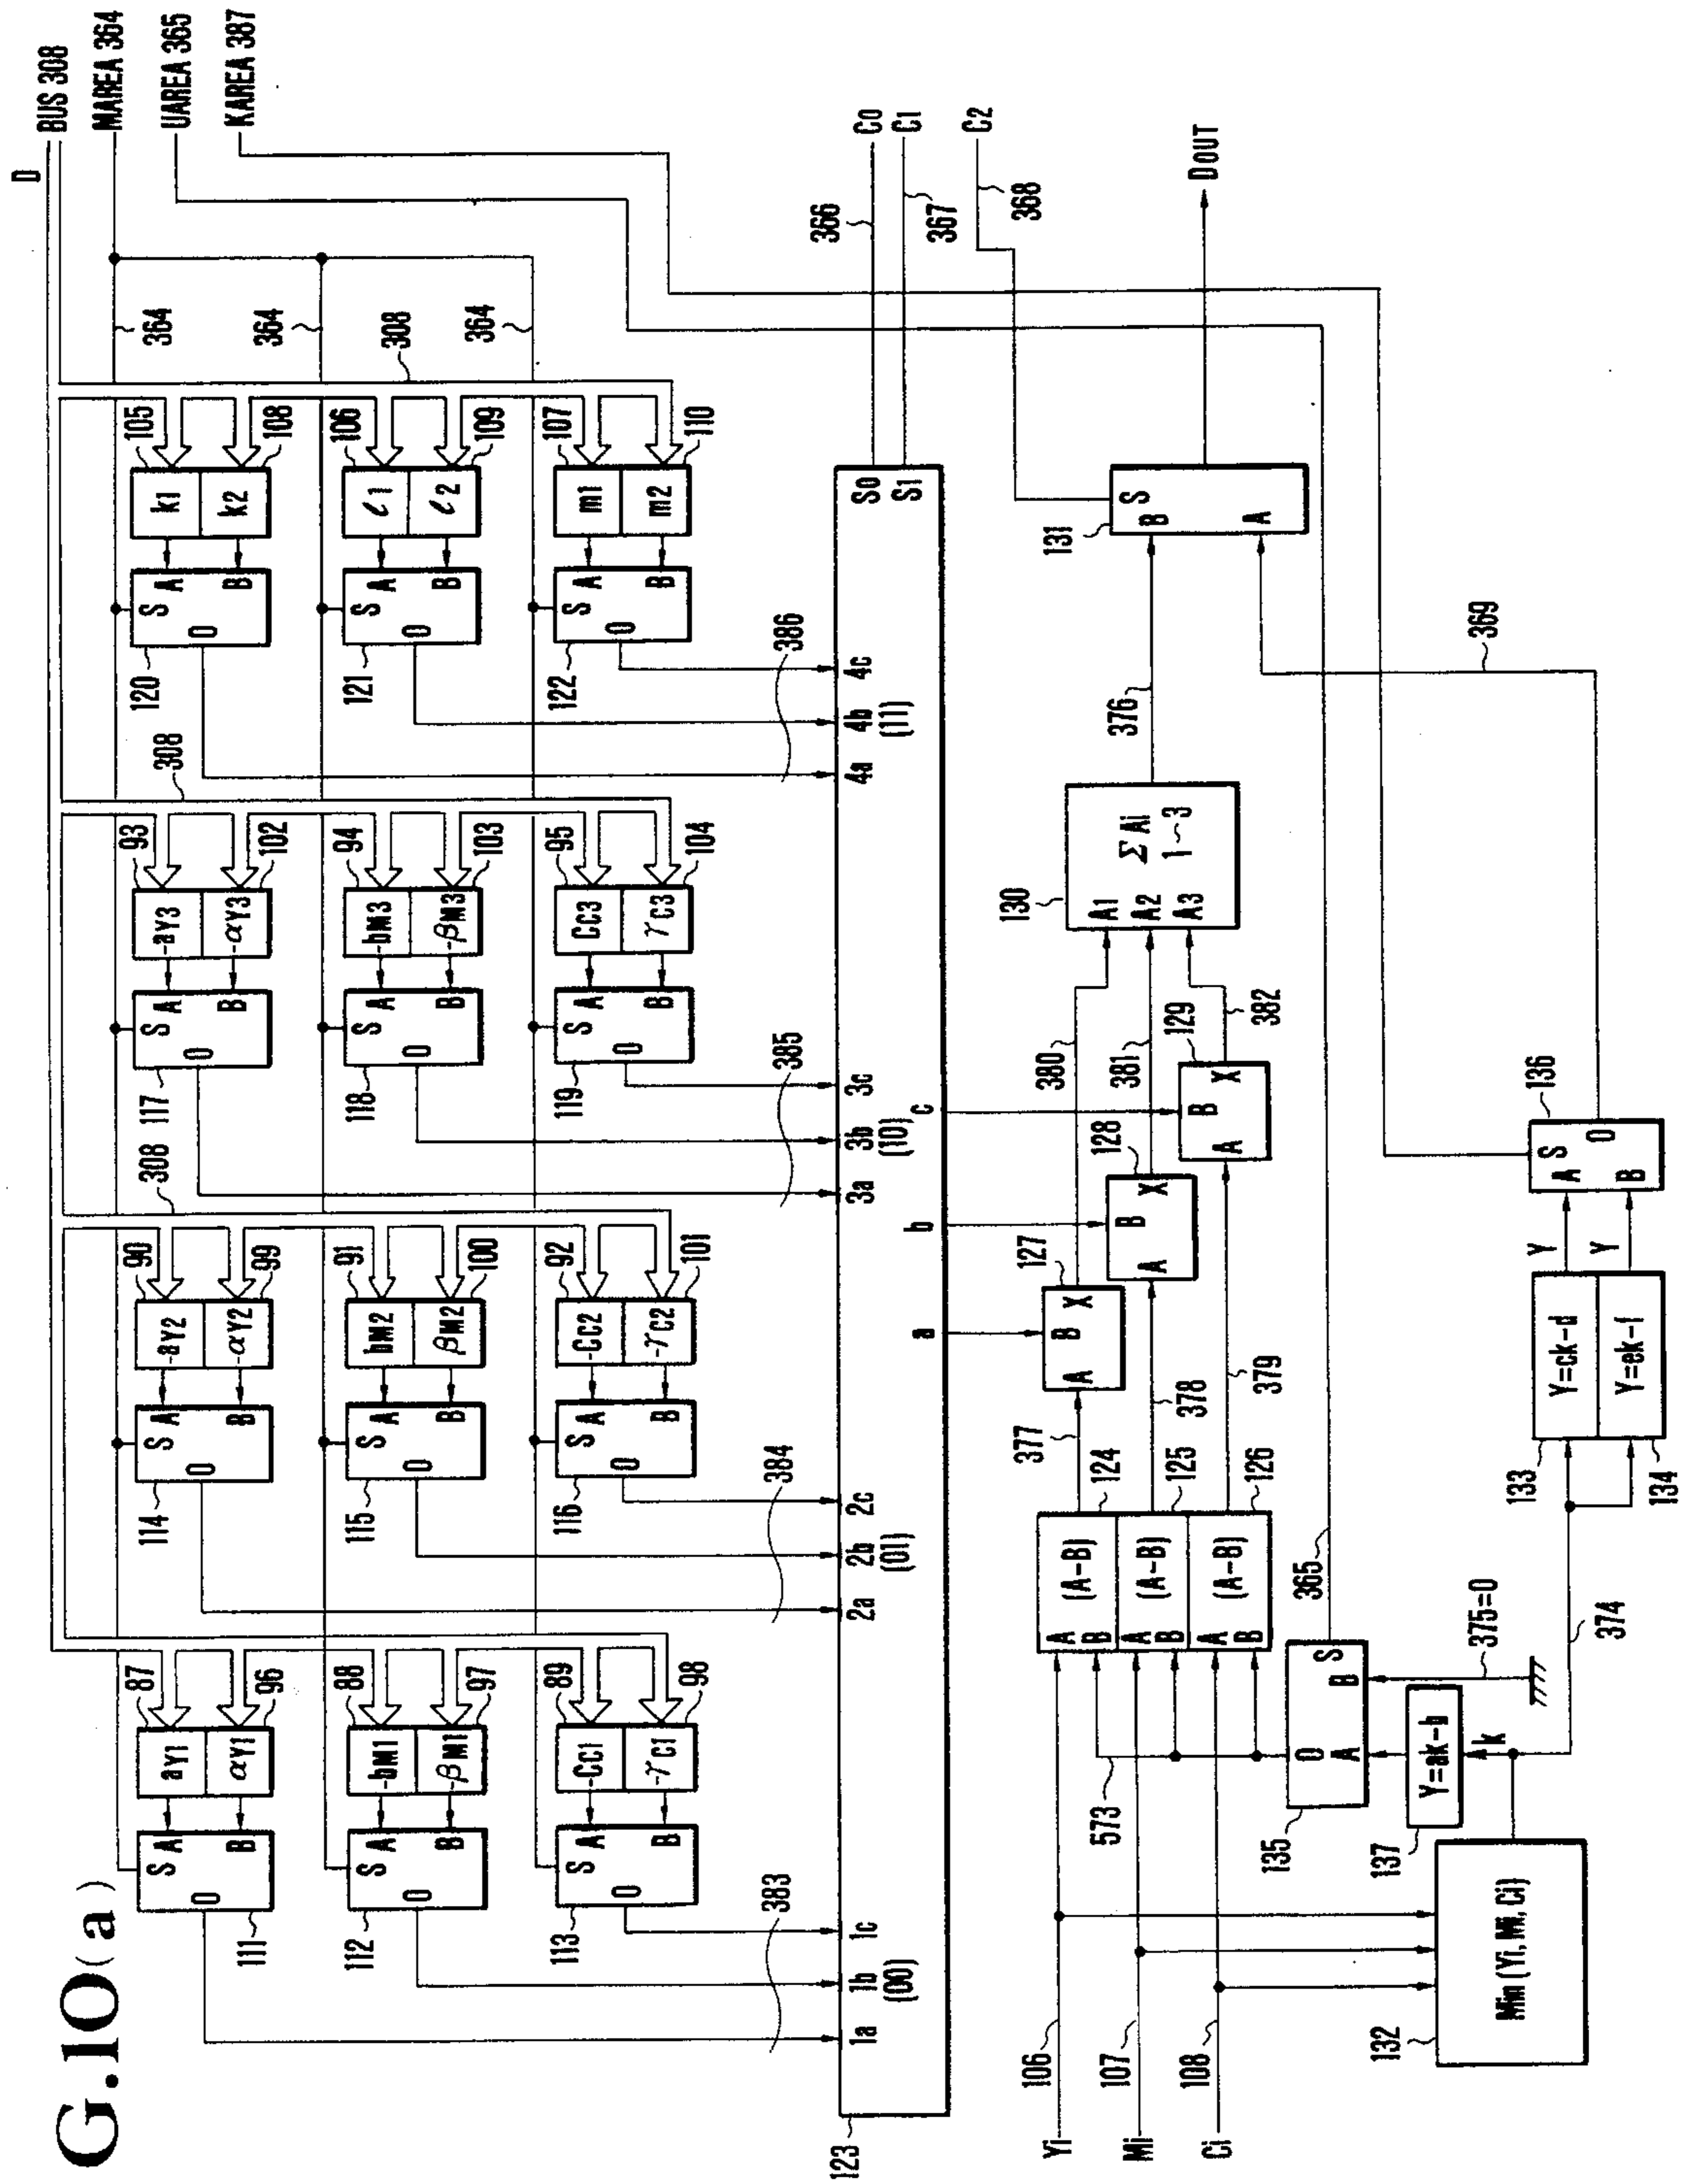 G.10(a)
D
BUS 308
MAREA 364
UAREA 365
KAREA 387
364
364
364
308
308
308
87
aY1
αY1
96
88
-bM1
-βM1
97
89
-CC1
-γC1
98
S
A
B
O
111
S
A
B
O
112
S
A
B
O
113
90
-aY2
-αY2
99
91
bM2
βM2
100
92
-CC2
-γC2
101
S
A
B
O
114
S
A
B
O
115
S
A
B
O
116
93
-aY3
-αY3
102
94
-bM3
-βM3
103
95
CC3
γC3
104
S
A
B
O
117
S
A
B
O
118
S
A
B
O
119
105
k1
k2
108
106
ℓ1
ℓ2
109
107
m1
m2
110
S
A
B
O
120
S
A
B
O
121
S
A
B
O
122
383
384
385
386
1a
1b
1c
(00)
2a
2b
2c
(01)
3a
3b
3c
(10)
4a
4b
4c
(11)
S0
S1
123
a
b
c
366
C0
C1
367
C2
368
Yi
106
Mi
107
Ci
108
A
B
(A-B)
124
A
B
(A-B)
125
A
B
(A-B)
126
377
378
379
127
A
B
X
128
A
B
X
129
A
B
X
380
381
382
130
A1
A2
A3
ΣAi
1~3
376
131
S
B
A
DOUT
573
135
O
A
B
S
365
375=0
137
Y=ak-b
k
374
132
Min (Yi, Mi, Ci)
133
Y=ck-d
Y=ek-f
134
Y
Y
A
S
B
O
136
369